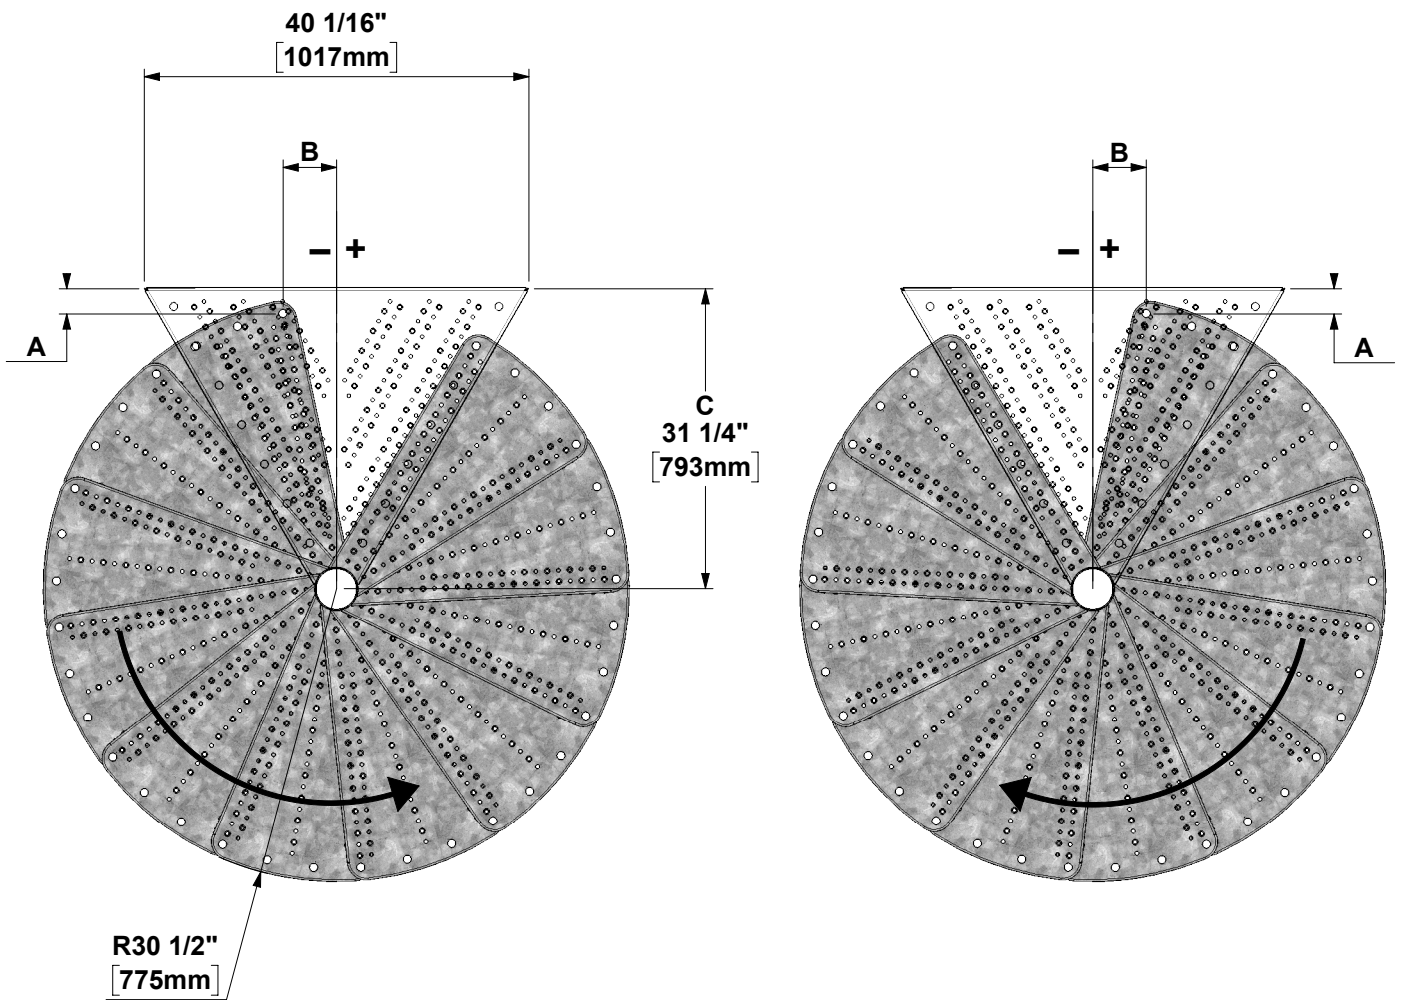 40 1/16"
[1017mm]
B
B
– +
– +
A
A
C
31 1/4"
[793mm]
R30 1/2"
[775mm]